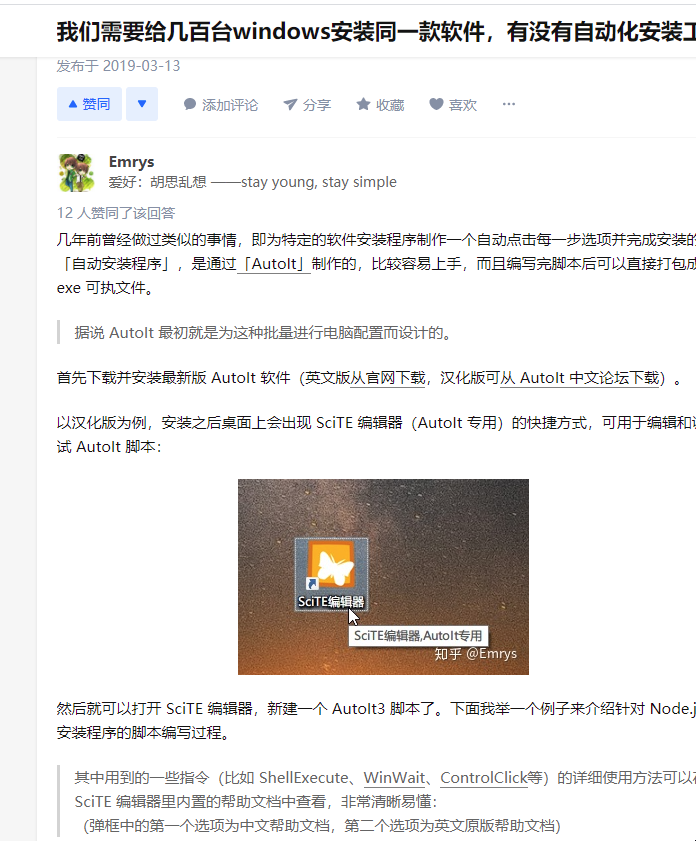 我们需要给几百台windows安装同一款软件，有没有自动化安装工
发布于 2019-03-13
赞同 添加评论 分享 收藏 喜欢 ···
Emrys
爱好：胡思乱想 ——stay young, stay simple
12 人赞同了该回答
几年前曾经做过类似的事情，即为特定的软件安装程序制作一个自动点击每一步选项并完成安装的
「自动安装程序」，是通过「AutoIt」制作的，比较容易上手，而且编写完脚本后可以直接打包成
exe 可执文件。
据说 AutoIt 最初就是为这种批量进行电脑配置而设计的。
首先下载并安装最新版 AutoIt 软件（英文版从官网下载，汉化版可从 AutoIt 中文论坛下载）。
以汉化版为例，安装之后桌面上会出现 SciTE 编辑器（AutoIt 专用）的快捷方式，可用于编辑和调
试 AutoIt 脚本：
SciTE编辑器
SciTE编辑器,AutoIt专用
知乎 @Emrys
然后就可以打开 SciTE 编辑器，新建一个 AutoIt3 脚本了。下面我举一个例子来介绍针对 Node.j
安装程序的脚本编写过程。
其中用到的一些指令（比如 ShellExecute、WinWait、ControlClick等）的详细使用方法可以在
SciTE 编辑器里内置的帮助文档中查看，非常清晰易懂：
（弹框中的第一个选项为中文帮助文档，第二个选项为英文原版帮助文档）